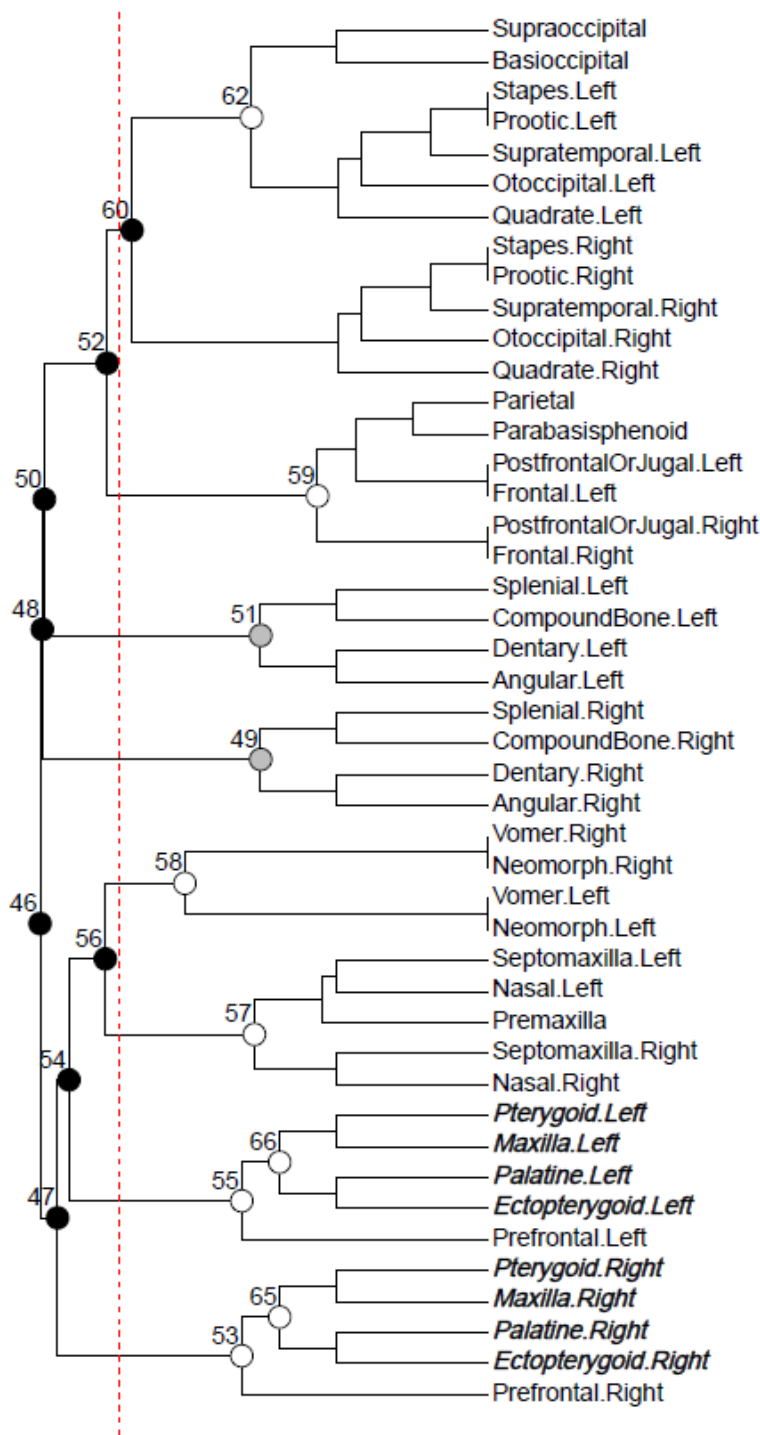 Supraoccipital
Basioccipital
Stapes.Left
62
Prootic.Left
Supratemporal.Left
Otoccipital.Left
60
Quadrate.Left
Stapes.Right
Prootic.Right
Supratemporal.Right
52
Otoccipital.Right
Quadrate.Right
Parietal
Parabasisphenoid
PostfrontalOrJugal.Left
59
50
Frontal.Left
PostfrontalOrJugal.Right
Frontal.Right
Splenial.Left
48
51
CompoundBone.Left
Dentary.Left
Angular.Left
Splenial.Right
49
CompoundBone.Right
Dentary.Right
Angular.Right
Vomer.Right
58
Neomorph.Right
Vomer.Left
46
Neomorph.Left
56
Septomaxilla.Left
Nasal.Left
57
Premaxilla
Septomaxilla.Right
54
Nasal.Right
Pterygoid.Left
66
Maxilla.Left
55
Palatine.Left
47
Ectopterygoid.Left
Prefrontal.Left
Pterygoid.Right
65
Maxilla.Right
53
Palatine.Right
Ectopterygoid.Right
Prefrontal.Right